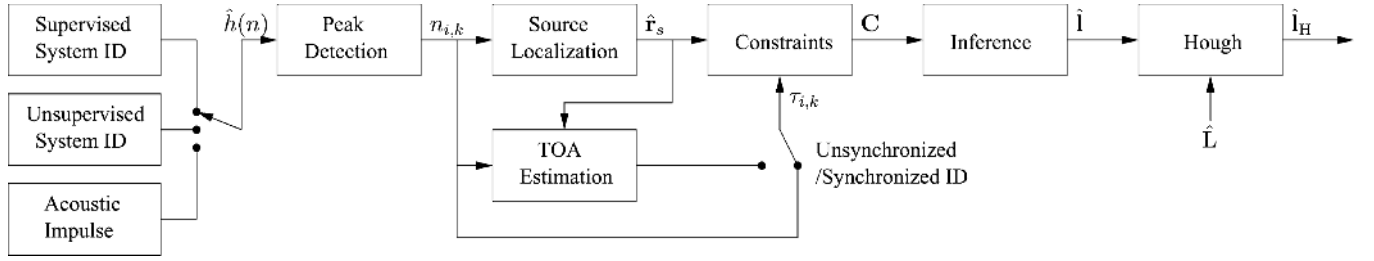 Supervised
System ID
Unsupervised
System ID
Acoustic
Impulse
ĥ(n)
Peak
Detection
n_{i,k}
Source
Localization
r̂_s
TOA
Estimation
Constraints
τ_{i,k}
Unsynchronized
/Synchronized ID
C
Inference
l̂
Hough
L̂
l̂_H